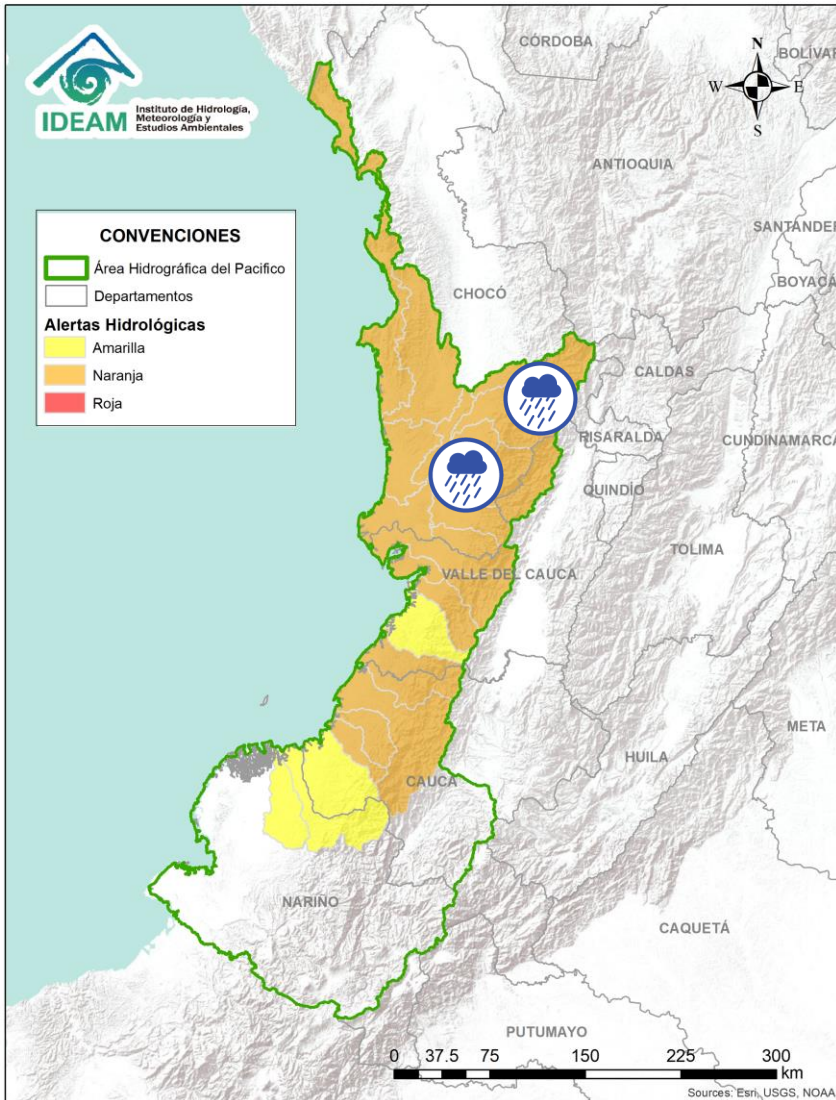 IDEAM
Instituto de Hidrología,
Meteorología y
Estudios Ambientales
CONVENCIONES
Área Hidrográfica del Pacifico
Departamentos
Alertas Hidrológicas
Amarilla
Naranja
Roja
N
W E
S
CÓRDOBA
BOLÍVAR
ANTIOQUIA
SANTANDER
BOYACÁ
CHOCÓ
CALDAS
RISARALDA
CUNDINAMARCA
QUINDÍO
TOLIMA
VALLE DEL CAUCA
META
HUILA
CAUCA
NARIÑO
CAQUETÁ
PUTUMAYO
0 37.5 75 150 225 300
km
Sources: Esri, USGS, NOAA